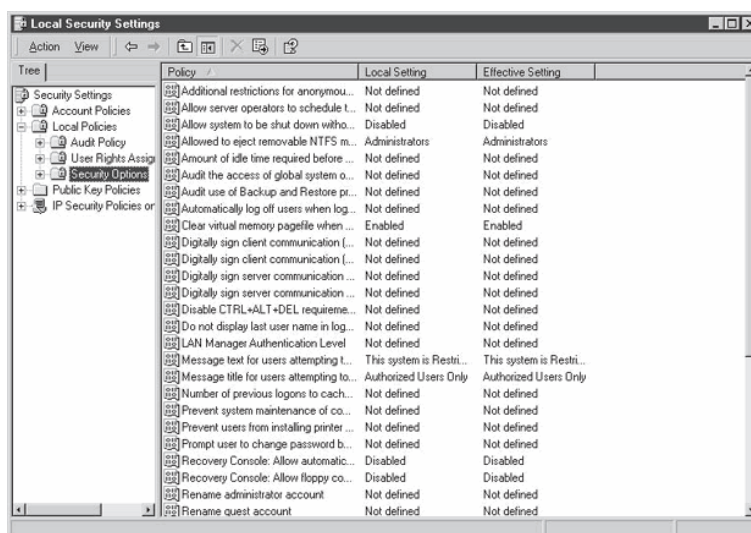 Local Security Settings
Action View
Tree
Policy Local Setting Effective Setting
Security Settings
Account Policies
Local Policies
Audit Policy
User Rights Assig
Security Options
Public Key Policies
IP Security Policies or
Additional restrictions for anonymou... Not defined Not defined
Allow server operators to schedule t... Not defined Not defined
Allow system to be shut down witho... Disabled Disabled
Allowed to eject removable NTFS m... Administrators Administrators
Amount of idle time required before ... Not defined Not defined
Audit the access of global system o... Not defined Not defined
Audit use of Backup and Restore pr... Not defined Not defined
Automatically log off users when log... Not defined Not defined
Clear virtual memory pagefile when ... Enabled Enabled
Digitally sign client communication (... Not defined Not defined
Digitally sign client communication (... Not defined Not defined
Digitally sign server communication ... Not defined Not defined
Digitally sign server communication ... Not defined Not defined
Disable CTRL+ALT+DEL requireme... Not defined Not defined
Do not display last user name in log... Not defined Not defined
LAN Manager Authentication Level Not defined Not defined
Message text for users attempting t... This system is Restri... This system is Restri...
Message title for users attempting to... Authorized Users Only Authorized Users Only
Number of previous logons to cach... Not defined Not defined
Prevent system maintenance of co... Not defined Not defined
Prevent users from installing printer ... Not defined Not defined
Prompt user to change password b... Not defined Not defined
Recovery Console: Allow automatic... Disabled Disabled
Recovery Console: Allow floppy co... Disabled Disabled
Rename administrator account Not defined Not defined
Rename guest account Not defined Not defined